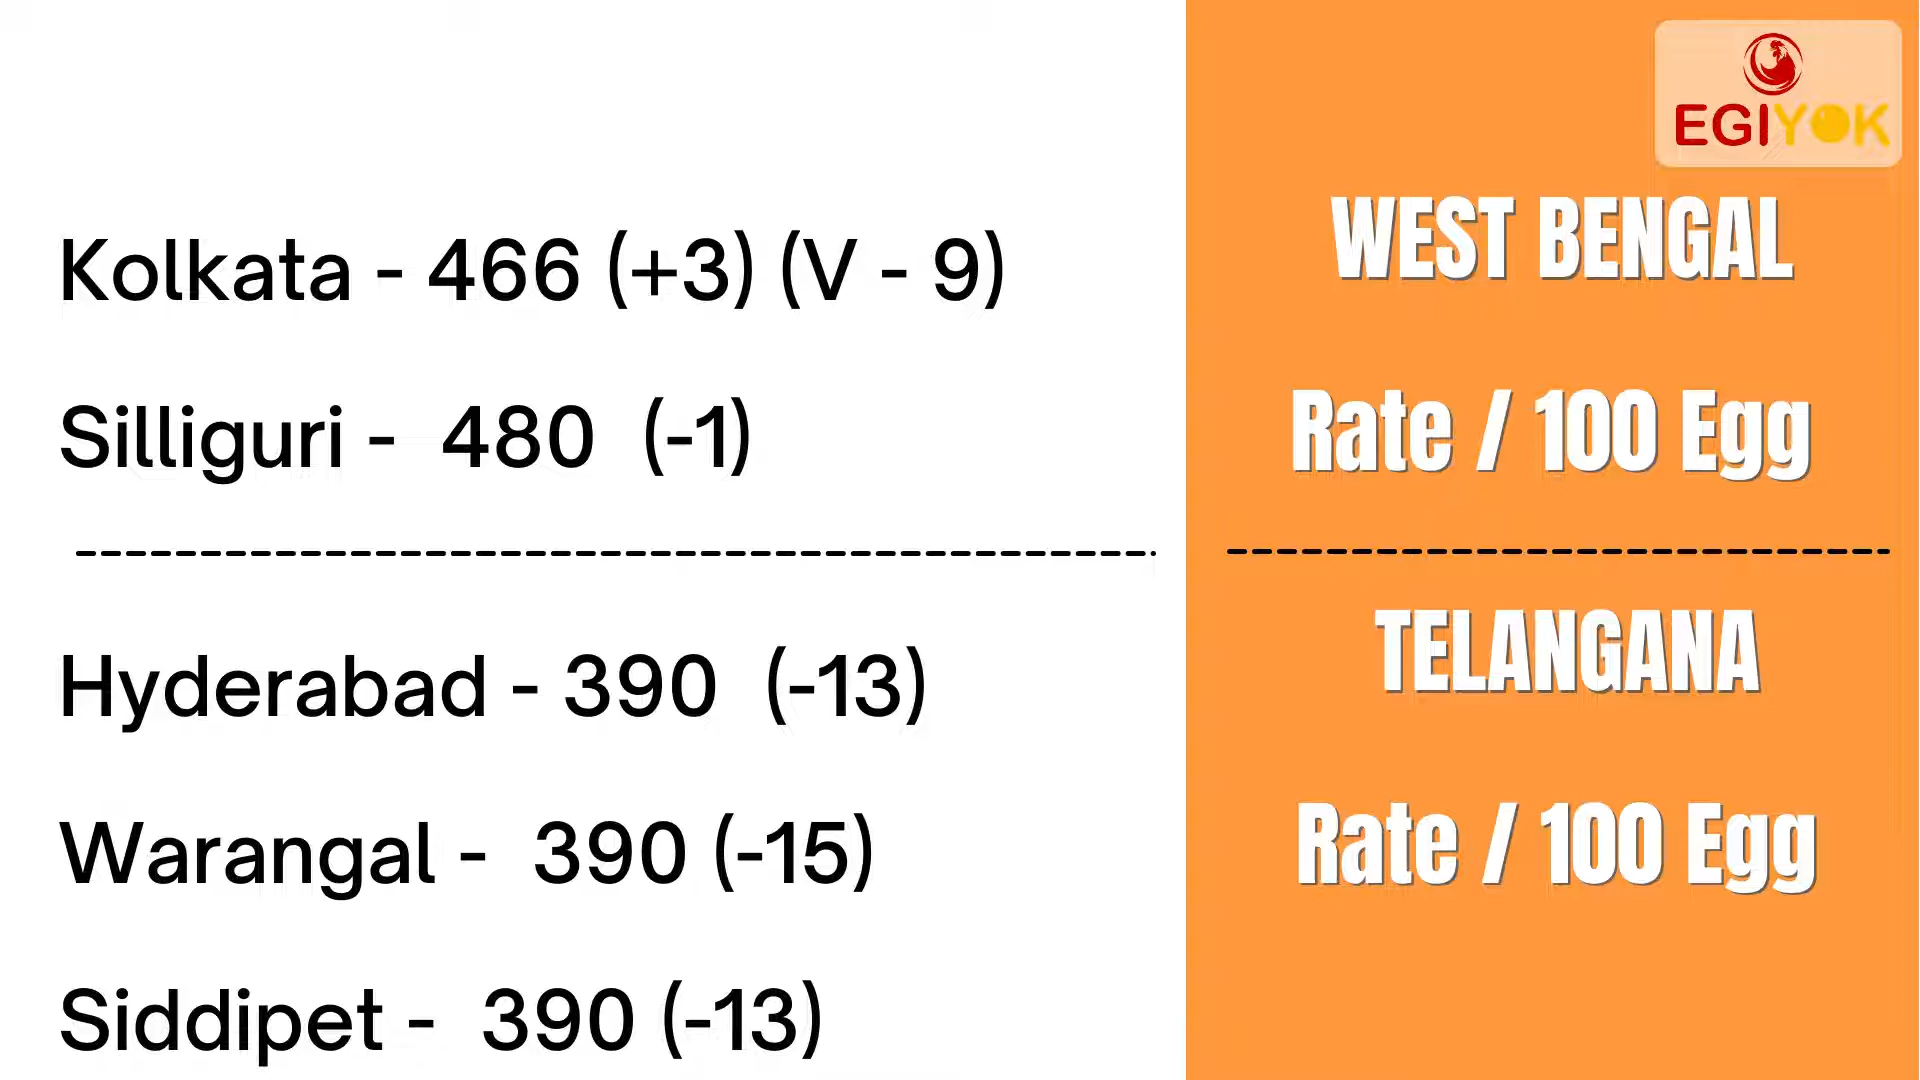 EGIYOK
WEST BENGAL
Kolkata - 466 (+3) (V - 9)
Rate / 100 Egg
Silliguri - 480 (-1)
TELANGANA
Rate / 100 Egg
Hyderabad - 390 (-13)
Warangal - 390 (-15)
Siddipet - 390 (-13)